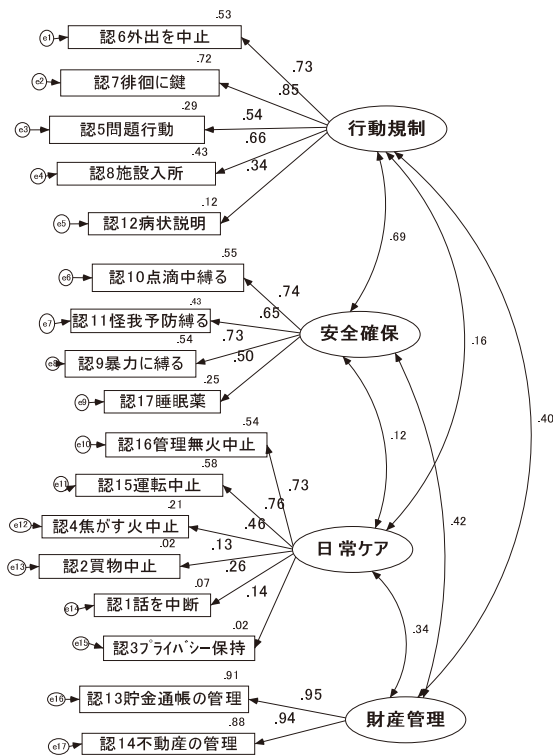 .53
e1 認6外出を中止
.73
.72
e2 認7徘徊に鍵
.85
.29
e3 認5問題行動
.54
行動規制
.66
.43
e4 認8施設入所
.34
.12
e5 認12病状説明
.69
.55
e6 認10点滴中縛る
.74
.43
e7 認11怪我予防縛る
.65
安全確保
.73
.54
e8 認9暴力に縛る
.50
.25
e9 認17睡眠薬
.16
.40
.12
.54
e10 認16管理無火中止
.73
.58
e11 認15運転中止
.76
.42
.21
e12 認4焦がす火中止
.46
日常ケア
.02
e13 認2買物中止
.13
.26
.07
e14 認1話を中断
.14
.02
e15 認3プライバシー保持
.34
.91
e16 認13貯金通帳の管理
.95
財産管理
.94
.88
e17 認14不動産の管理